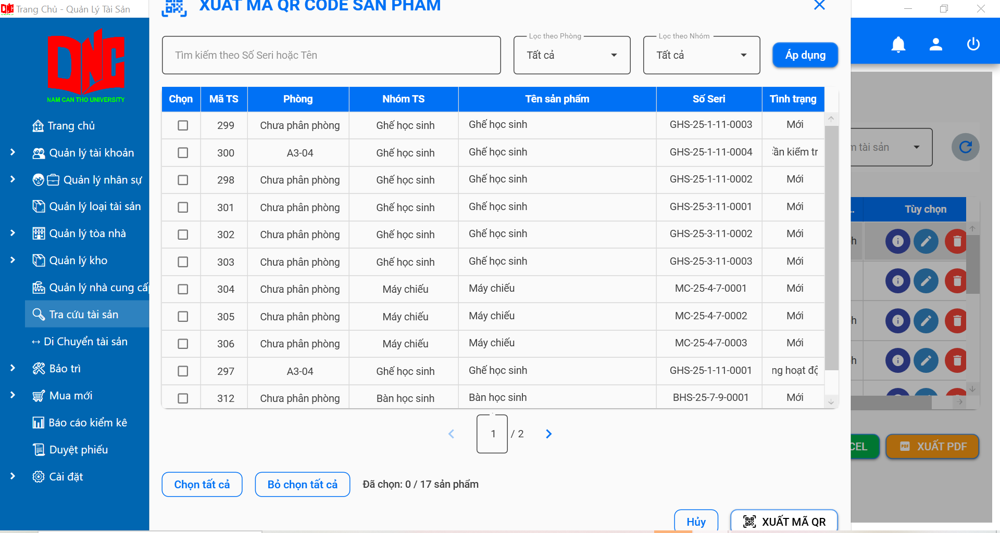 Trang Chủ - Quản Lý Tài Sản
DNC
NAM CAN THO UNIVERSITY
Trang chủ
Quản lý tài khoản
Quản lý nhân sự
Quản lý loại tài sản
Quản lý tòa nhà
Quản lý kho
Quản lý nhà cung cấp
Tra cứu tài sản
Di Chuyển tài sản
Bảo trì
Mua mới
Báo cáo kiểm kê
Duyệt phiếu
Cài đặt
XUẤT MÃ QR CODE SẢN PHẨM
Tìm kiếm theo Số Seri hoặc Tên
Lọc theo Phòng
Tất cả
Lọc theo Nhóm
Tất cả
Áp dụng
Chọn Mã TS Phòng Nhóm TS Tên sản phẩm Số Seri Tình trạng
299 Chưa phân phòng Ghế học sinh Ghế học sinh GHS-25-1-11-0003 Mới
300 A3-04 Ghế học sinh Ghế học sinh GHS-25-1-11-0004 ần kiểm tr
298 Chưa phân phòng Ghế học sinh Ghế học sinh GHS-25-1-11-0002 Mới
301 Chưa phân phòng Ghế học sinh Ghế học sinh GHS-25-3-11-0001 Mới
302 Chưa phân phòng Ghế học sinh Ghế học sinh GHS-25-3-11-0002 Mới
303 Chưa phân phòng Ghế học sinh Ghế học sinh GHS-25-3-11-0003 Mới
304 Chưa phân phòng Máy chiếu Máy chiếu MC-25-4-7-0001 Mới
305 Chưa phân phòng Máy chiếu Máy chiếu MC-25-4-7-0002 Mới
306 Chưa phân phòng Máy chiếu Máy chiếu MC-25-4-7-0003 Mới
297 A3-04 Ghế học sinh Ghế học sinh GHS-25-1-11-0001 ng hoạt độ
312 Chưa phân phòng Bàn học sinh Bàn học sinh BHS-25-7-9-0001 Mới
1 / 2
Chọn tất cả
Bỏ chọn tất cả
Đã chọn: 0 / 17 sản phẩm
Hủy
XUẤT MÃ QR
m tài sản
.. Tùy chọn
h
h
h
CEL
PDF XUẤT PDF